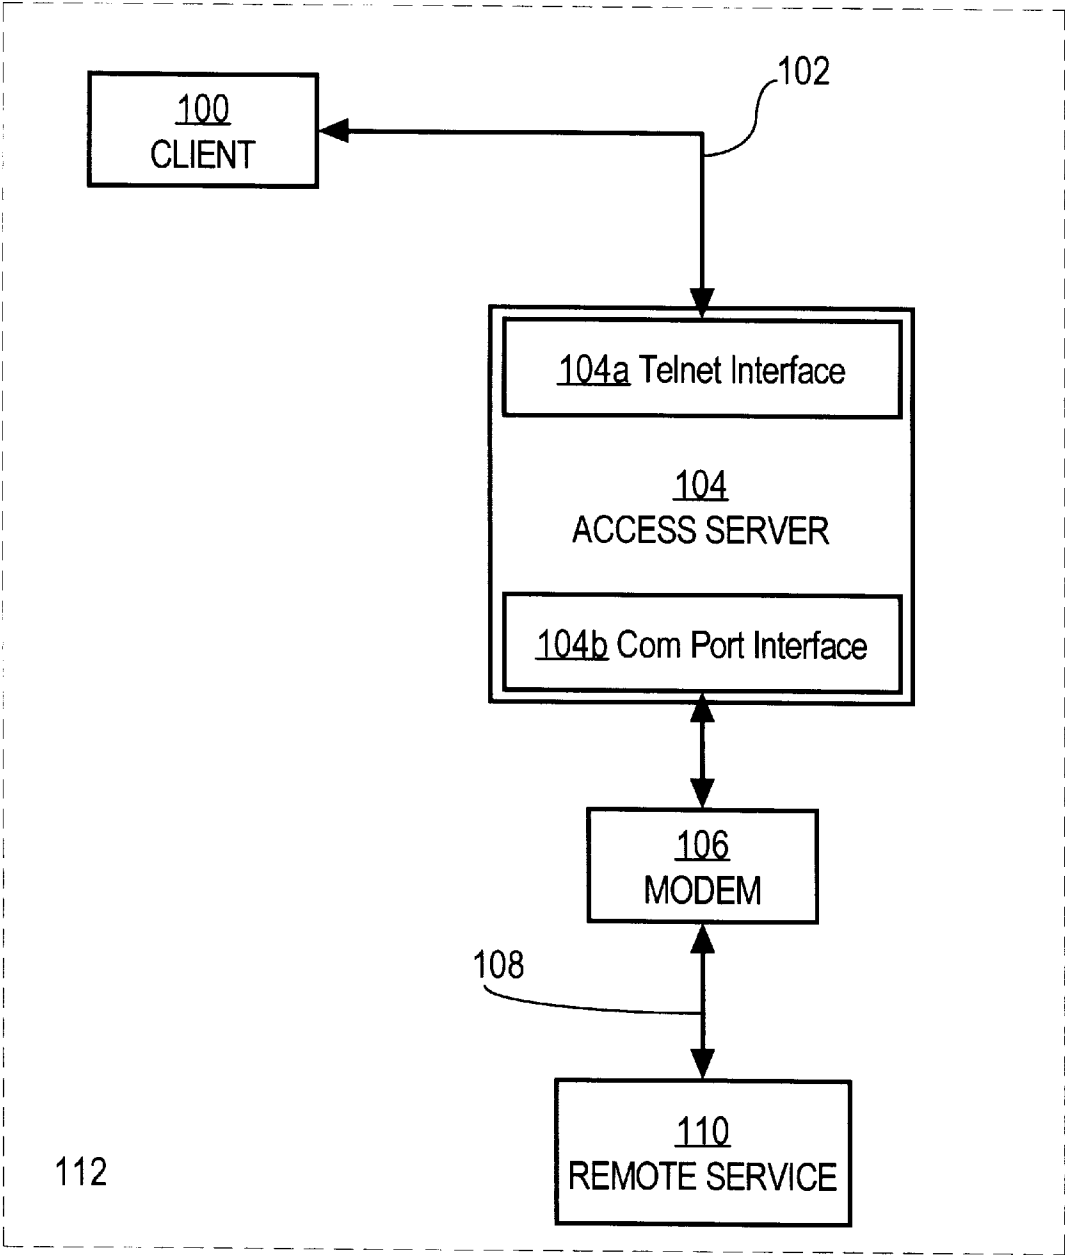 102
100
CLIENT
104a Telnet Interface
104
ACCESS SERVER
104b Com Port Interface
106
MODEM
108
110
REMOTE SERVICE
112